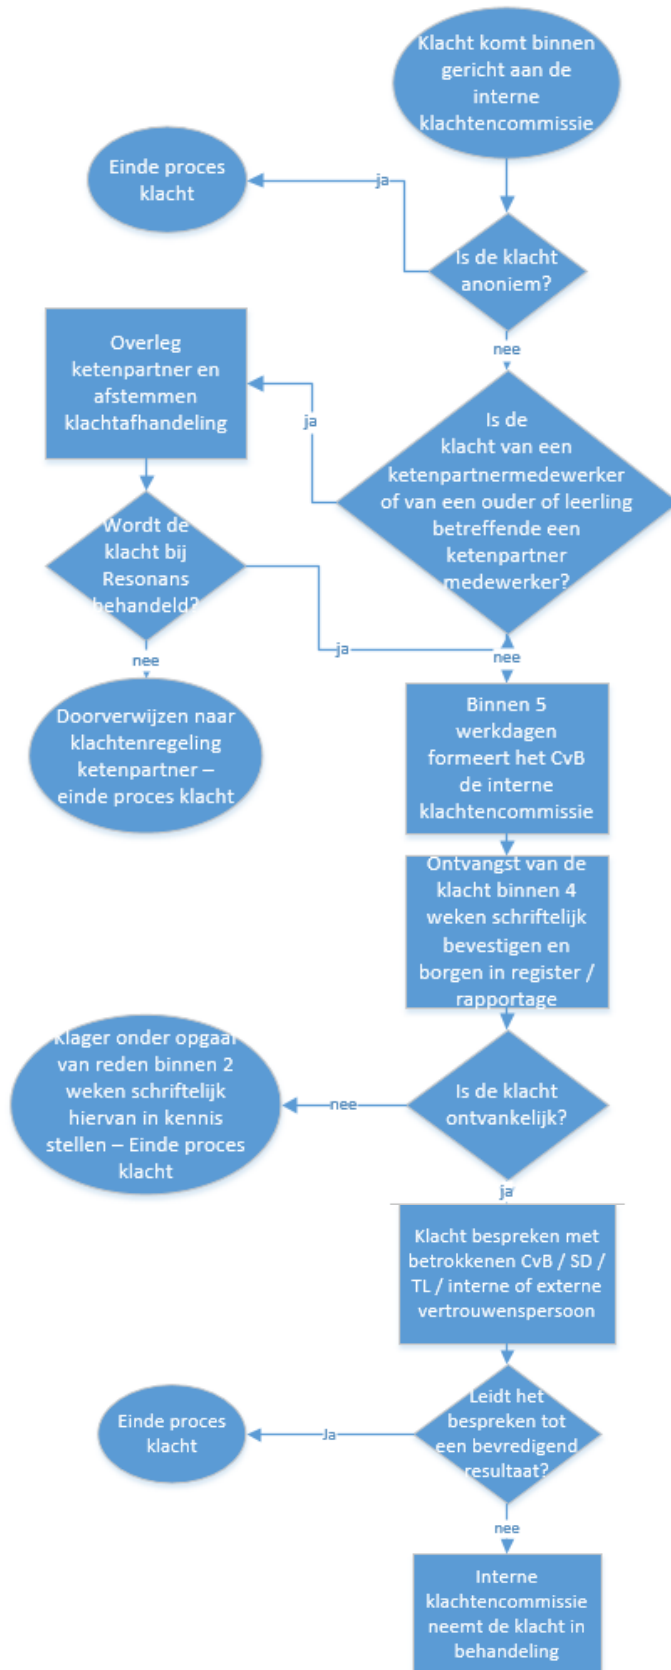 Klacht komt binnen
gericht aan de
interne
klachtencommissie
Einde proces
klacht
ja
Is de klacht
anoniem?
nee
Overleg
ketenpartner en
afstemmen
klachtafhandeling
ja
Is de
klacht van een
ketenpartnermedewerker
of van een ouder of leerling
betreffende een
ketenpartner
medewerker?
Wordt de
klacht bij
Resonans
behandeld?
ja
nee
nee
Doorverwijzen naar
klachtenregeling
ketenpartner –
einde proces klacht
Binnen 5
werkdagen
formeert het CvB
de interne
klachtencommissie
Ontvangst van de
klacht binnen 4
weken schriftelijk
bevestigen en
borgen in register /
rapportage
Klager onder opgaaf
van reden binnen 2
weken schriftelijk
hiervan in kennis
stellen – Einde proces
klacht
nee
Is de klacht
ontvankelijk?
ja
Klacht bespreken met
betrokkenen CvB / SD /
TL / interne of externe
vertrouwenspersoon
Einde proces
klacht
Ja
Leidt het
bespreken tot
een bevredigend
resultaat?
nee
Interne
klachtencommissie
neemt de klacht in
behandeling